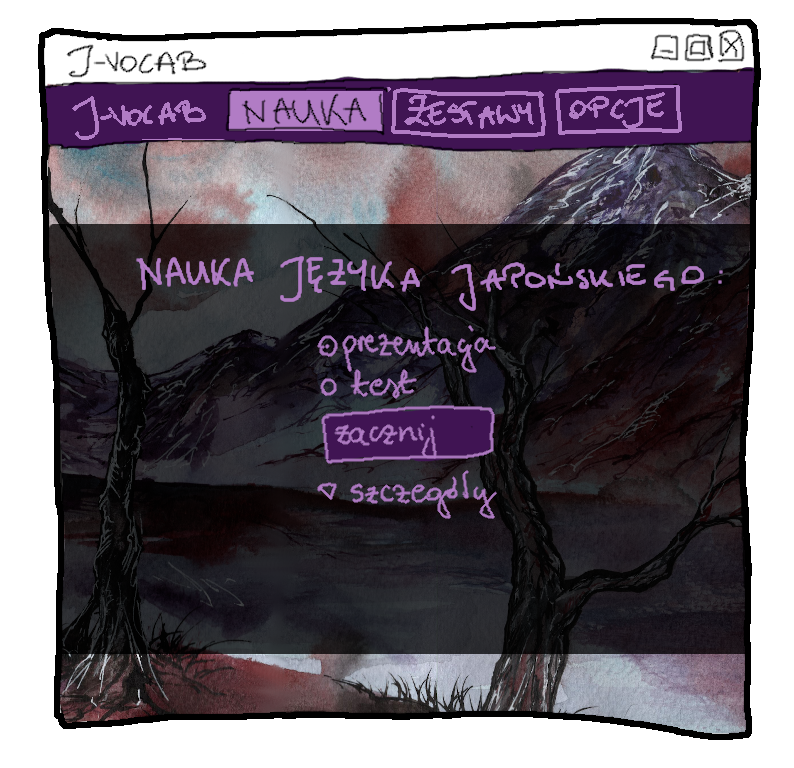 J-VOCAB
J-VOCAB NAUKA ZESTAWY OPCJE
NAUKA JĘZYKA JAPOŃSKIEGO:
prezentacja
test
zacznij
szczegóły